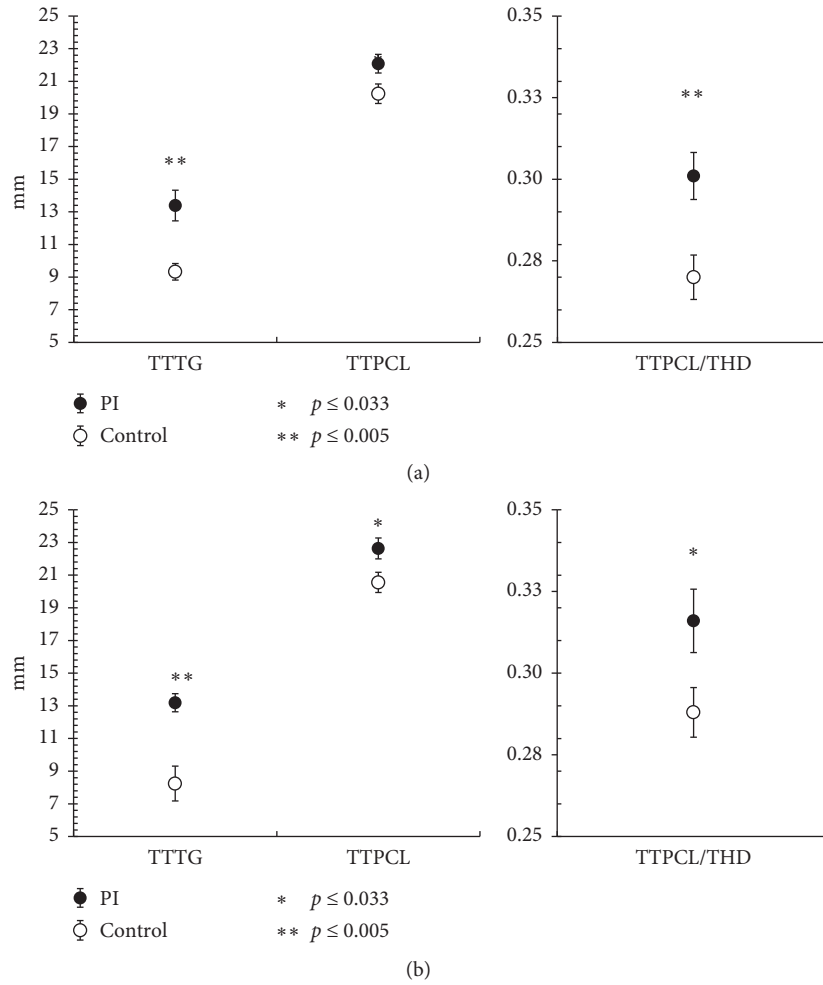 25
23
21
19
17
15
13
11
9
7
5
mm
**
TTTG
TTPCL
0.35
0.33
0.30
0.28
0.25
**
TTPCL/THD
PI
Control
* p ≤ 0.033
** p ≤ 0.005
(a)
25
23
21
19
17
15
13
11
9
7
5
mm
**
*
TTTG
TTPCL
0.35
0.33
0.30
0.28
0.25
*
TTPCL/THD
PI
Control
* p ≤ 0.033
** p ≤ 0.005
(b)